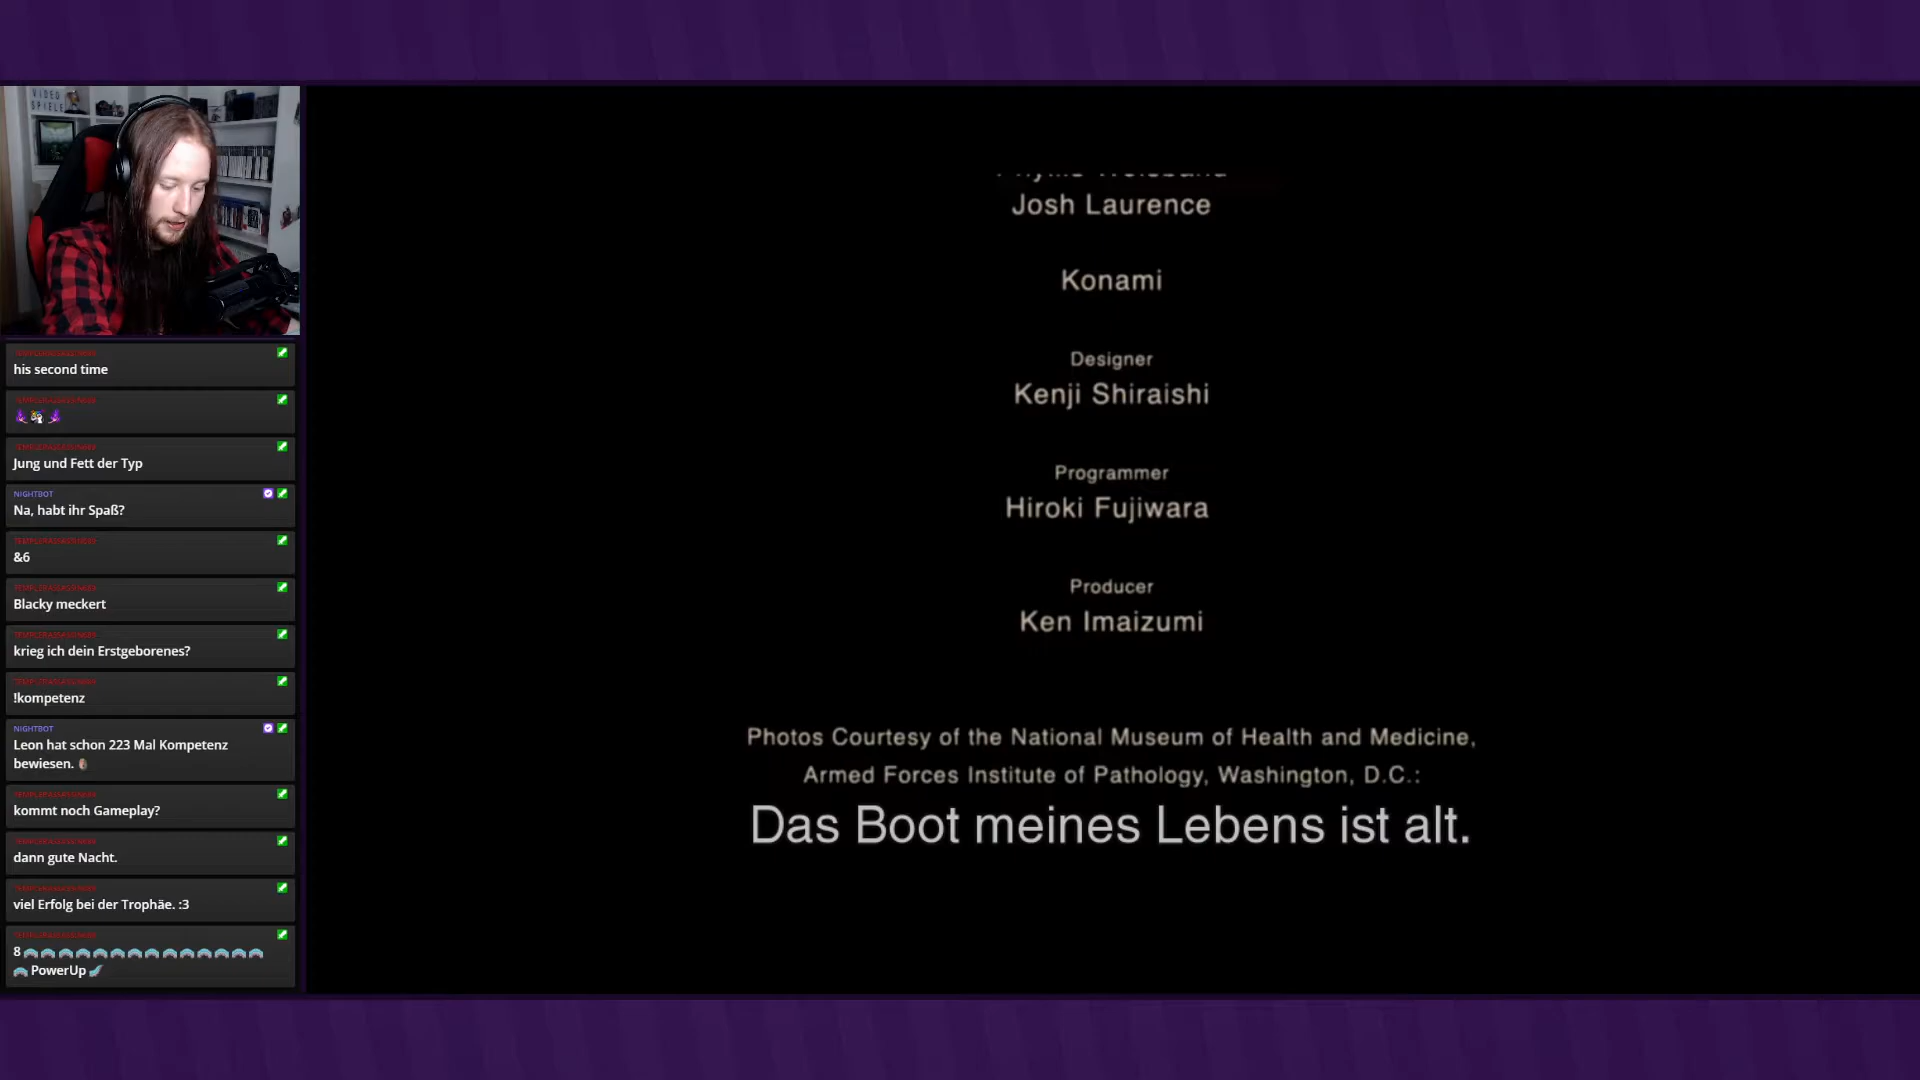 VIDEO
SPIELE
his second time
Jung und Fett der Typ
NIGHTBOT
Na, habt ihr Spaß?
&6
Blacky meckert
krieg ich dein Erstgeborenes?
!kompetenz
NIGHTBOT
Leon hat schon 223 Mal Kompetenz
bewiesen.
kommt noch Gameplay?
dann gute Nacht.
viel Erfolg bei der Trophäe. :3
8
PowerUp
Josh Laurence
Konami
Designer
Kenji Shiraishi
Programmer
Hiroki Fujiwara
Producer
Ken Imaizumi
Photos Courtesy of the National Museum of Health and Medicine,
Armed Forces Institute of Pathology, Washington, D.C.:
Das Boot meines Lebens ist alt.